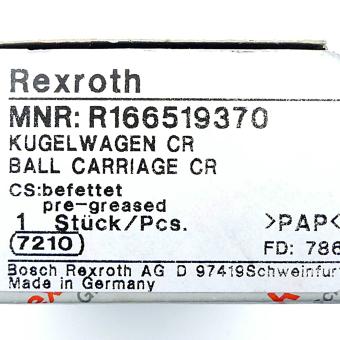 Rexroth
MNR: R166519370
KUGELWAGEN CR
BALL CARRIAGE CR
CS:befettet
pre-greased
1 Stück/Pcs. >PAP<
7210 FD: 786
Bosch Rexroth AG D 97419Schweinfur
Made in Germany